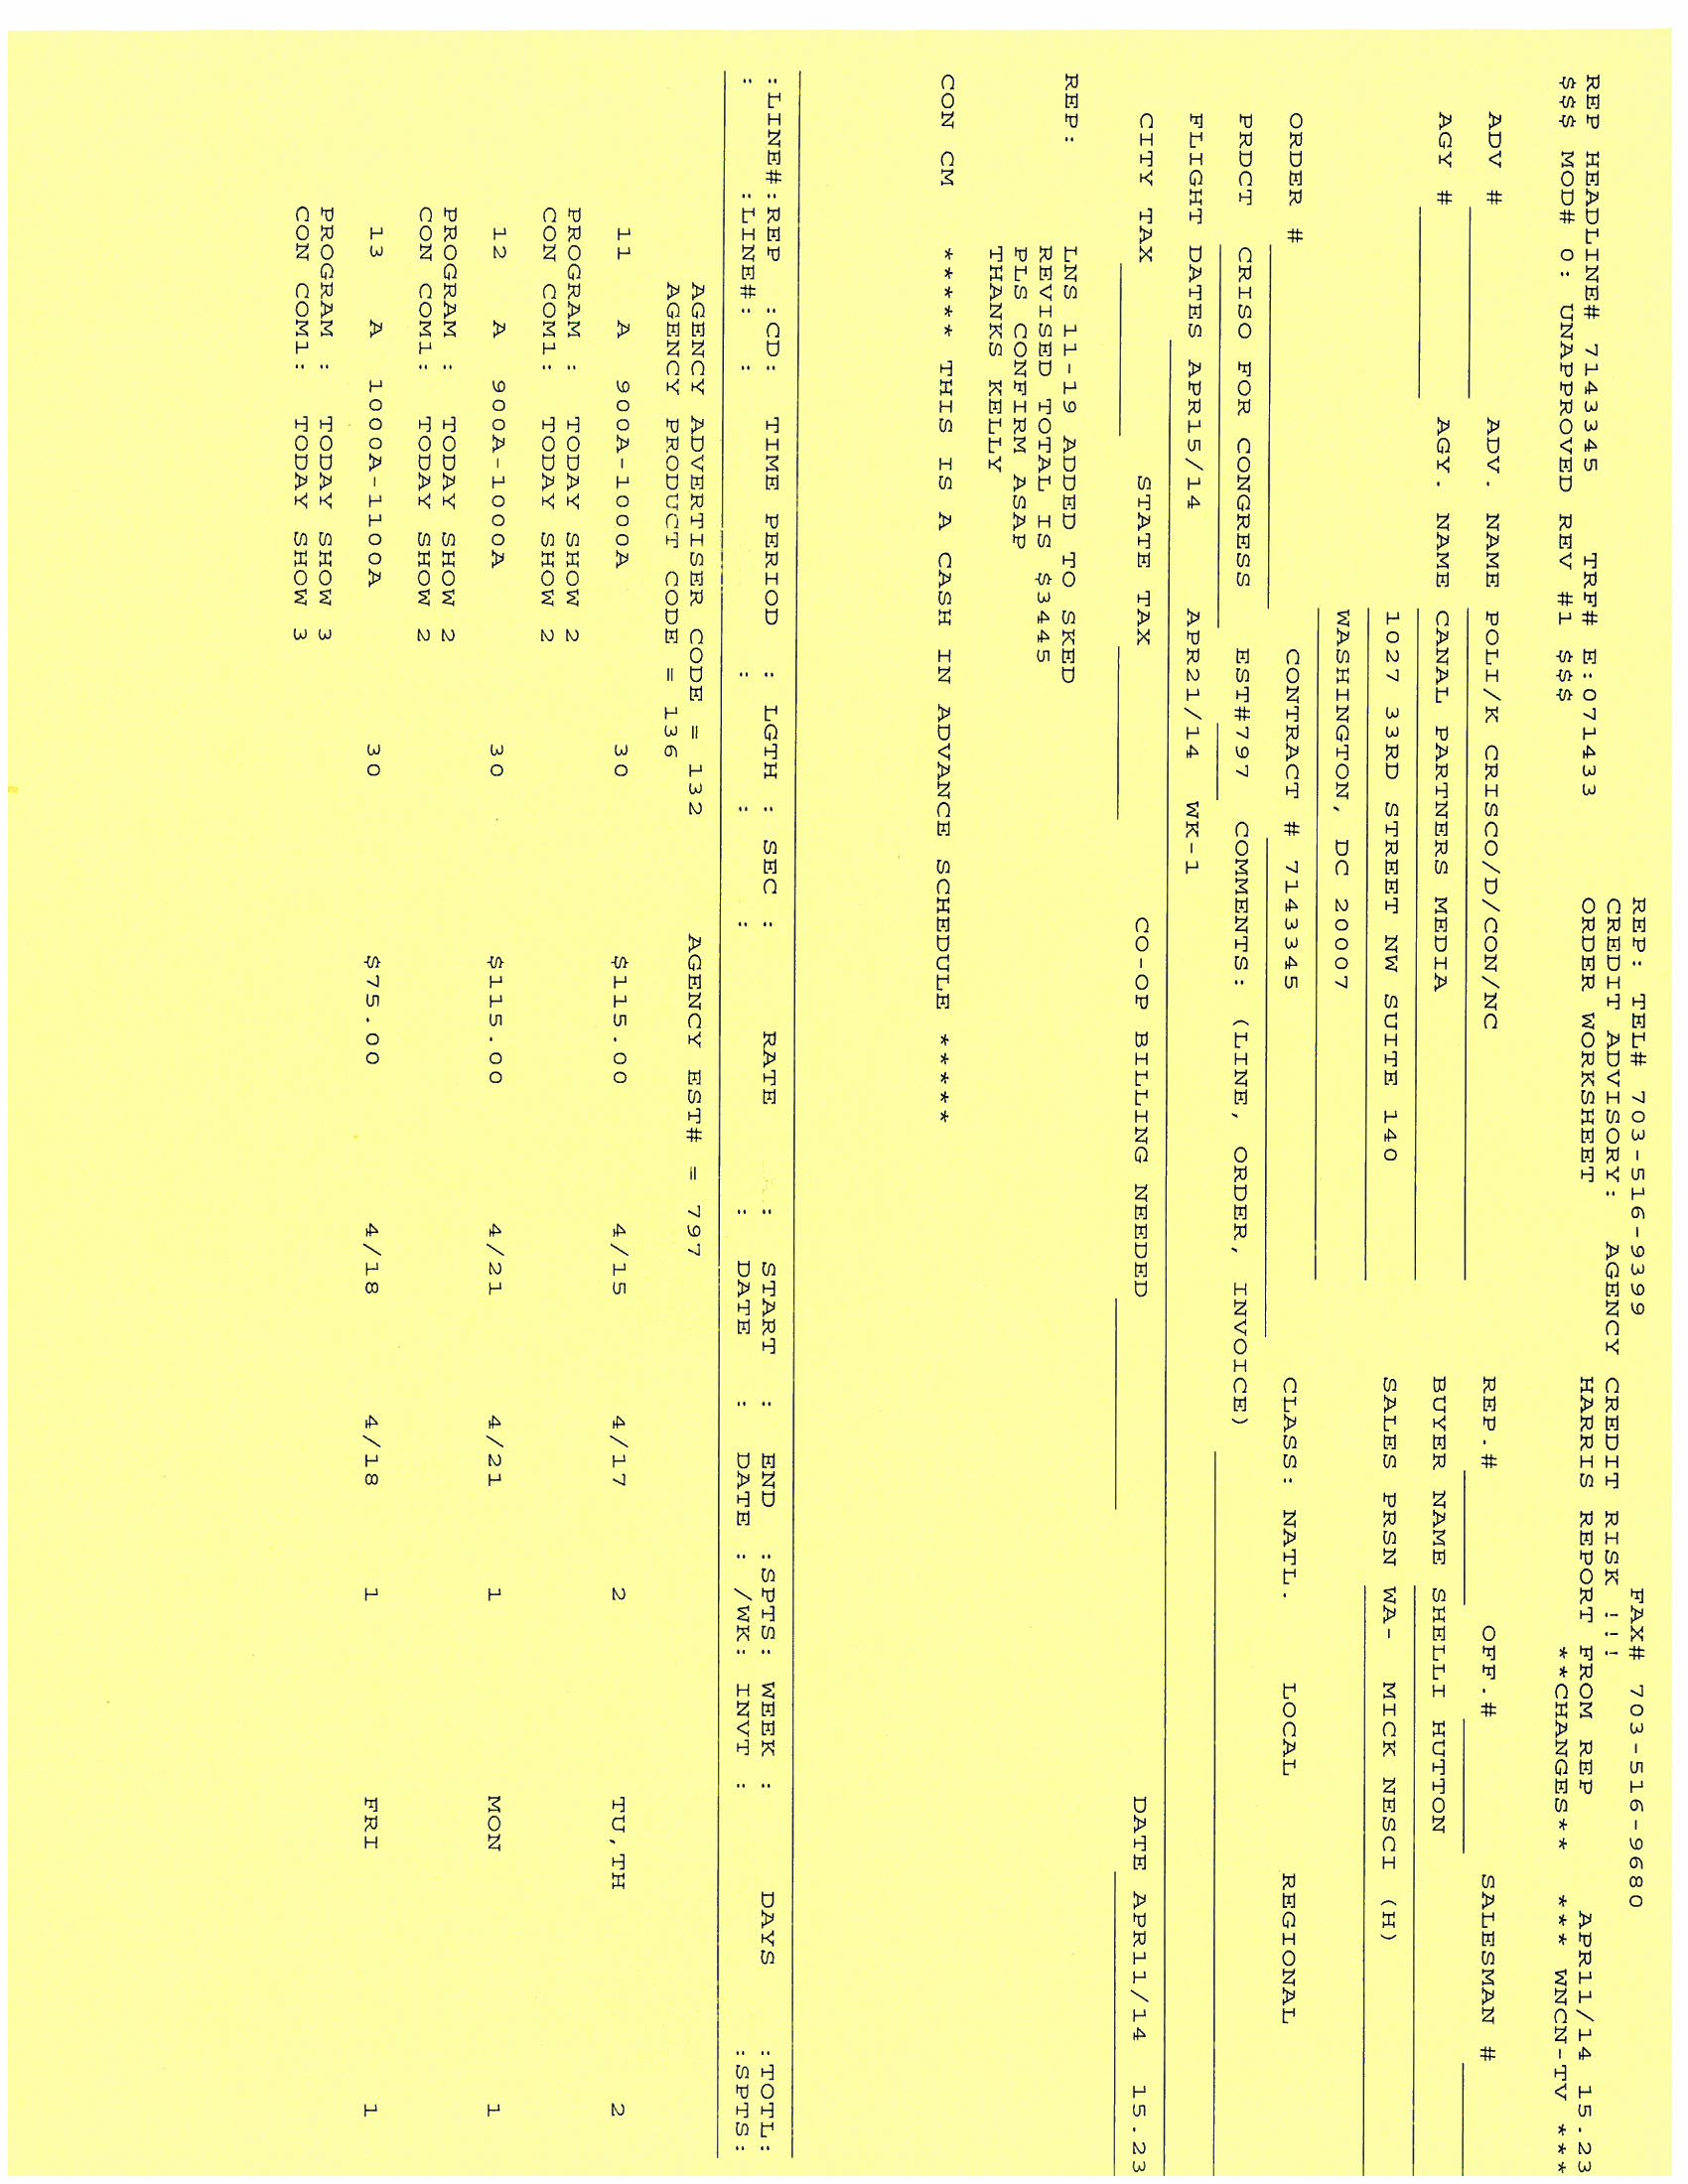 REP: TEL# 703-516-9399 FAX# 703-516-9680
CREDIT ADVISORY: AGENCY CREDIT RISK !!!
ORDER WORKSHEET HARRIS REPORT FROM REP APR11/14 15.23
REP HEADLINE# 7143345 TRF# E:071433
$$$ MOD# 0: UNAPPROVED REV #1 $$$ **CHANGES** *** WNCN-TV ***
ADV # ADV. NAME POLI/K CRISCO/D/CON/NC REP.# OFF.# SALESMAN #
AGY # AGY. NAME CANAL PARTNERS MEDIA BUYER NAME SHELLI HUTTON
1027 33RD STREET NW SUITE 140 SALES PRSN WA- MICK NESCI (H)
WASHINGTON, DC 20007
ORDER # CONTRACT # 7143345 CLASS: NATL. LOCAL REGIONAL
PRDCT CRISO FOR CONGRESS EST#797 COMMENTS: (LINE, ORDER, INVOICE)
FLIGHT DATES APR15/14 APR21/14 WK-1
CITY TAX STATE TAX CO-OP BILLING NEEDED DATE APR11/14 15.23
REP: LNS 11-19 ADDED TO SKED
REVISED TOTAL IS $3445
PLS CONFIRM ASAP
THANKS KELLY
CON CM ***** THIS IS A CASH IN ADVANCE SCHEDULE *****
:LINE#:REP :CD: TIME PERIOD : LGTH : SEC : RATE : START : END :SPTS: WEEK : DAYS :TOTL:
: :LINE#: : : : : : DATE : DATE : /WK: INVT : :SPTS:
AGENCY ADVERTISER CODE = 132 AGENCY EST# = 797
AGENCY PRODUCT CODE = 136
11 A 900A-1000A 30 $115.00 4/15 4/17 2 TU,TH 2
PROGRAM : TODAY SHOW 2
CON COM1: TODAY SHOW 2
12 A 900A-1000A 30 $115.00 4/21 4/21 1 MON 1
PROGRAM : TODAY SHOW 2
CON COM1: TODAY SHOW 2
13 A 1000A-1100A 30 $75.00 4/18 4/18 1 FRI 1
PROGRAM : TODAY SHOW 3
CON COM1: TODAY SHOW 3